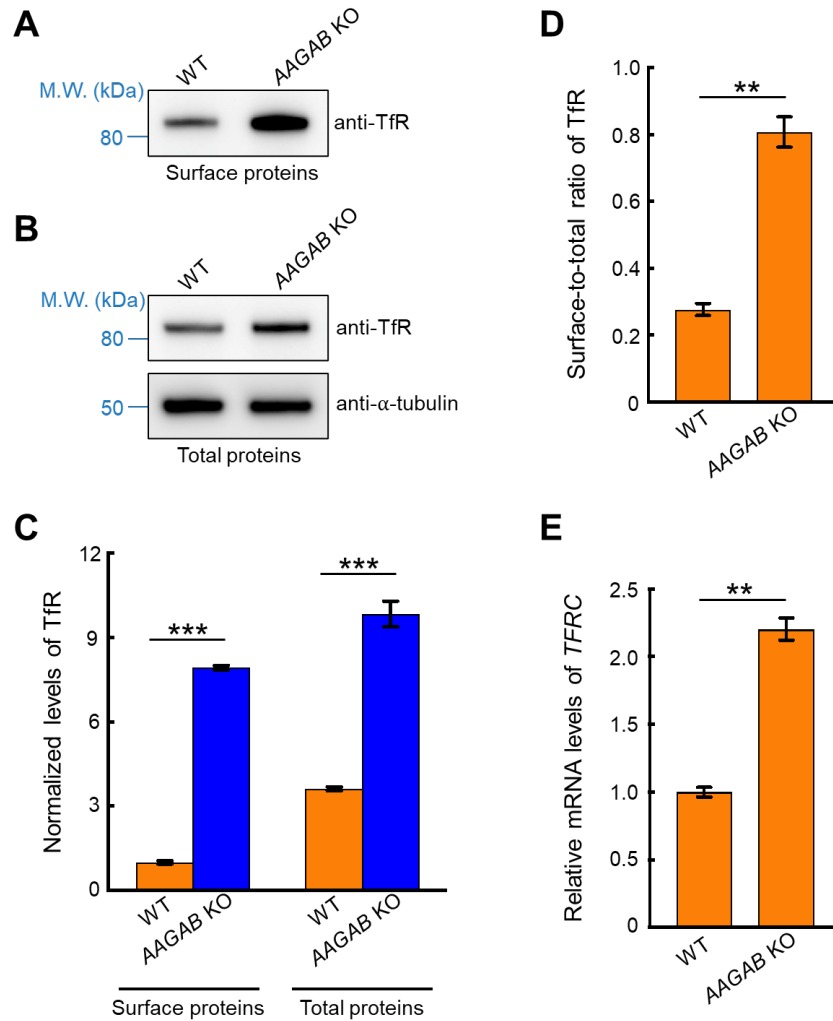 A
WT
AAGAB KO
M.W. (kDa)
80
anti-TfR
Surface proteins
B
WT
AAGAB KO
M.W. (kDa)
80
anti-TfR
50
anti-α-tubulin
Total proteins
C
Normalized levels of TfR
12
9
6
3
0
***
***
WT
AAGAB KO
WT
AAGAB KO
Surface proteins
Total proteins
D
Surface-to-total ratio of TfR
1.0
0.8
0.6
0.4
0.2
0
**
WT
AAGAB KO
E
Relative mRNA levels of TFRC
2.5
2.0
1.5
1.0
0.5
0
**
WT
AAGAB KO